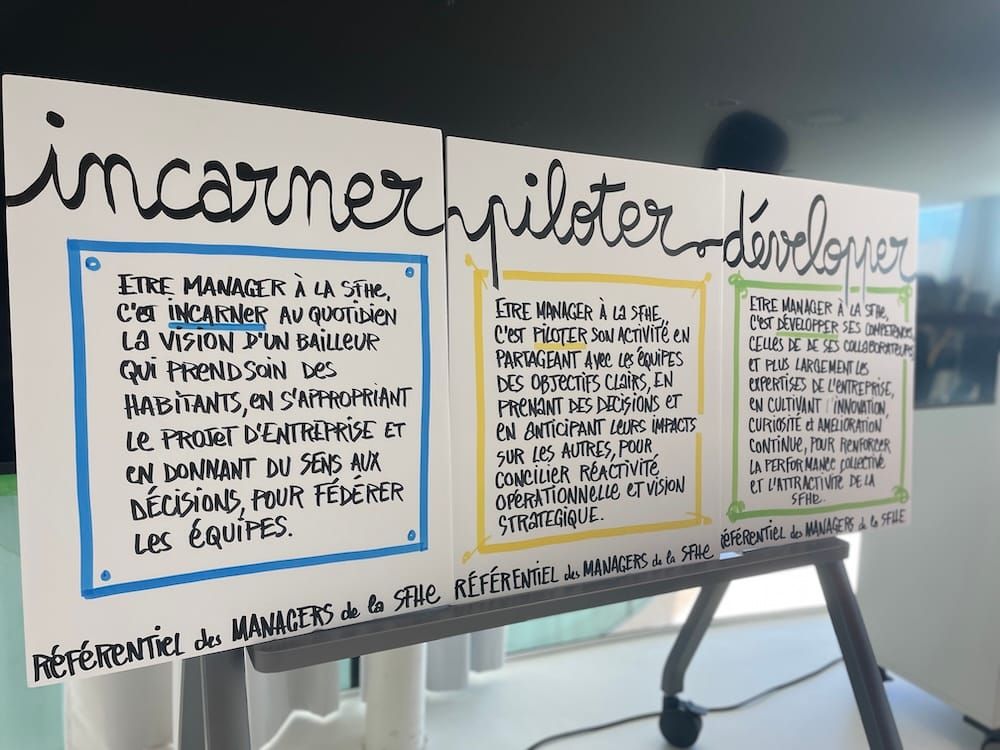 incarner
ETRE MANAGER À LA SFHE,
C'EST INCARNER AU QUOTIDIEN
LA VISION D'UN BAILLEUR
QUI PREND SOIN DES
HABITANTS, EN S'APPROPRIANT
LE PROJET D'ENTREPRISE ET
EN DONNANT DU SENS AUX
DÉCISIONS, POUR FÉDÉRER
LES ÉQUIPES.
RÉFÉRENTIEL des MANAGERS de la SFHE
piloter
ETRE MANAGER À LA SFHE,
C'EST PILOTER SON ACTIVITÉ EN
PARTAGEANT AVEC LES ÉQUIPES
DES OBJECTIFS CLAIRS, EN
PRENANT DES DECISIONS ET
EN ANTICIPANT LEURS IMPACTS
SUR LES AUTRES, POUR
CONCILIER RÉACTIVITÉ
OPÉRATIONNELLE ET VISION
STRATEGIQUE.
RÉFÉRENTIEL des MANAGERS de la SFHE
développer
ETRE MANAGER À LA SFHE,
C'EST DÉVELOPPER SES COMPETENCES
CELLES DE DE SES COLLABORATEURS
ET PLUS LARGEMENT LES
EXPERTISES DE L'ENTREPRISE,
EN CULTIVANT L'INNOVATION,
CURIOSITÉ ET AMELIORATION
CONTINUE, POUR RENFORCER
LA PERFORMANCE COLLECTIVE
ET L'ATTRACTIVITÉ DE LA
SFHE.
RÉFÉRENTIEL des MANAGERS de la SFHE